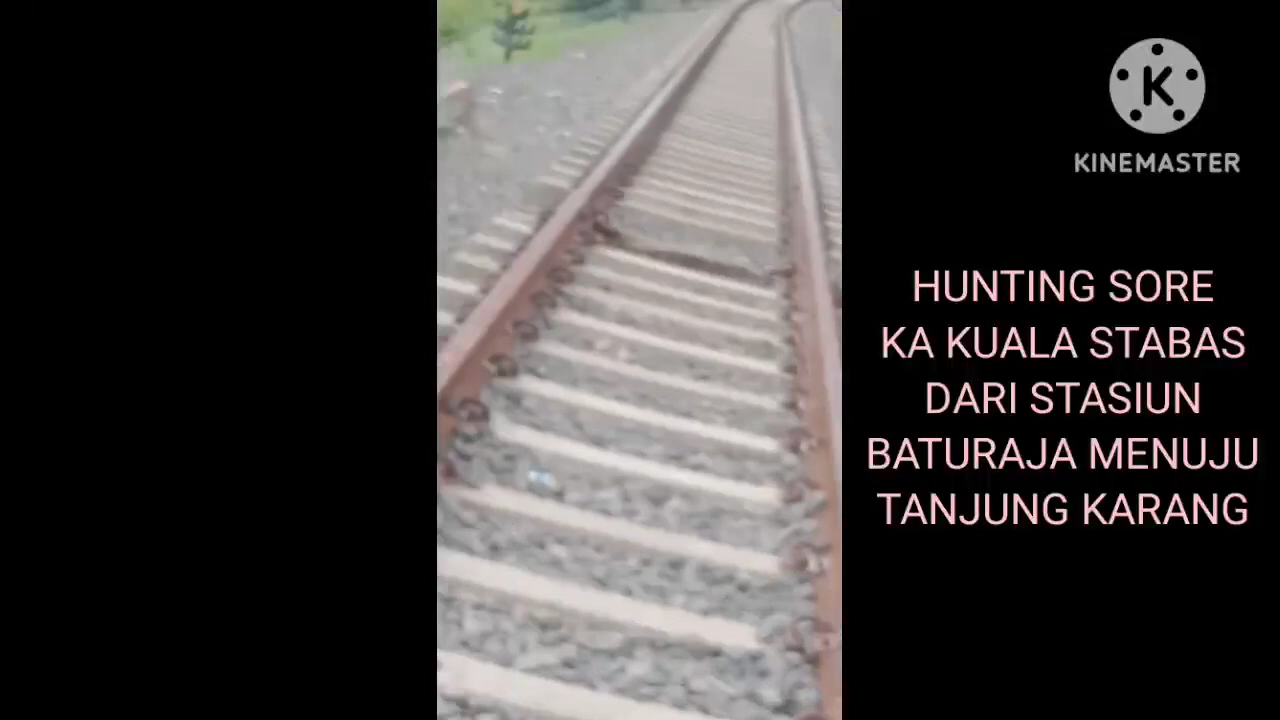 K
KINEMASTER
HUNTING SORE
KA KUALA STABAS
DARI STASIUN
BATURAJA MENUJU
TANJUNG KARANG